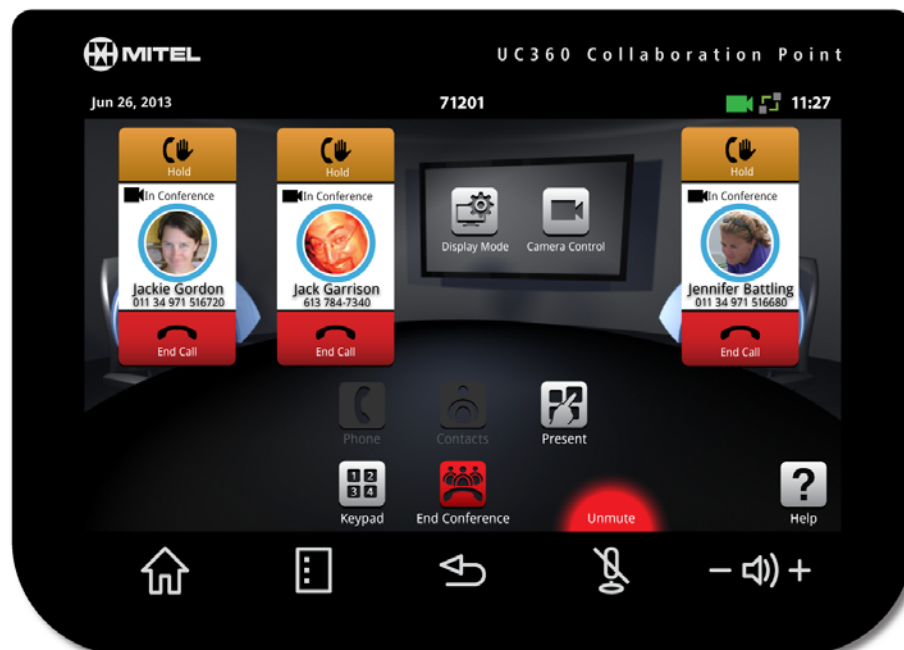 MITEL
UC360 Collaboration Point
Jun 26, 2013
71201
11:27
Hold
In Conference
Jackie Gordon
011 34 971 516720
End Call
Hold
In Conference
Jack Garrison
613 784-7340
End Call
Display Mode
Camera Control
Hold
In Conference
Jennifer Battling
011 34 971 516680
End Call
Phone
Contacts
Present
1 2
3 4
Keypad
End Conference
Unmute
?
Help